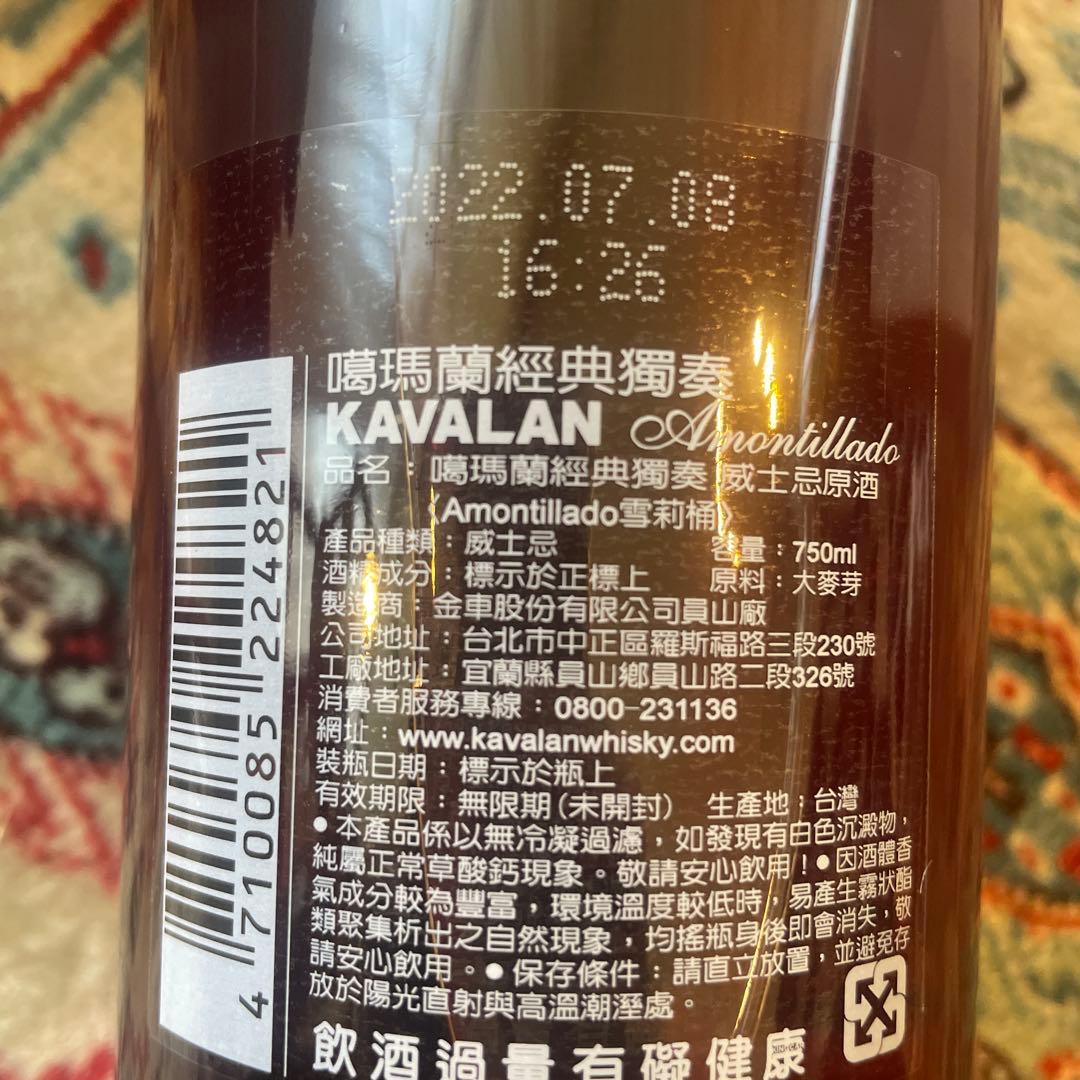 2022.07.08
16:26
噶瑪蘭經典獨奏
KAVALAN Amontillado
品名：噶瑪蘭經典獨奏 威士忌原酒
〈Amontillado雪莉桶〉
產品種類：威士忌 容量：750ml
酒精成分：標示於正標上 原料：大麥芽
製造商：金車股份有限公司員山廠
公司地址：台北市中正區羅斯福路三段230號
工廠地址：宜蘭縣員山鄉員山路二段326號
消費者服務專線：0800-231136
網址：www.kavalanwhisky.com
裝瓶日期：標示於瓶上
有效期限：無限期(未開封) 生產地：台灣
●本產品係以無冷凝過濾，如發現有白色沉澱物，
純屬正常草酸鈣現象。敬請安心飲用！●因酒體香
氣成分較為豐富，環境溫度較低時，易產生霧狀酯
類聚集析出之自然現象，均搖瓶身後即會消失，敬
請安心飲用。●保存條件：請直立放置，並避免存
放於陽光直射與高溫潮溼處。
飲酒過量有礙健康
4 710085 224821